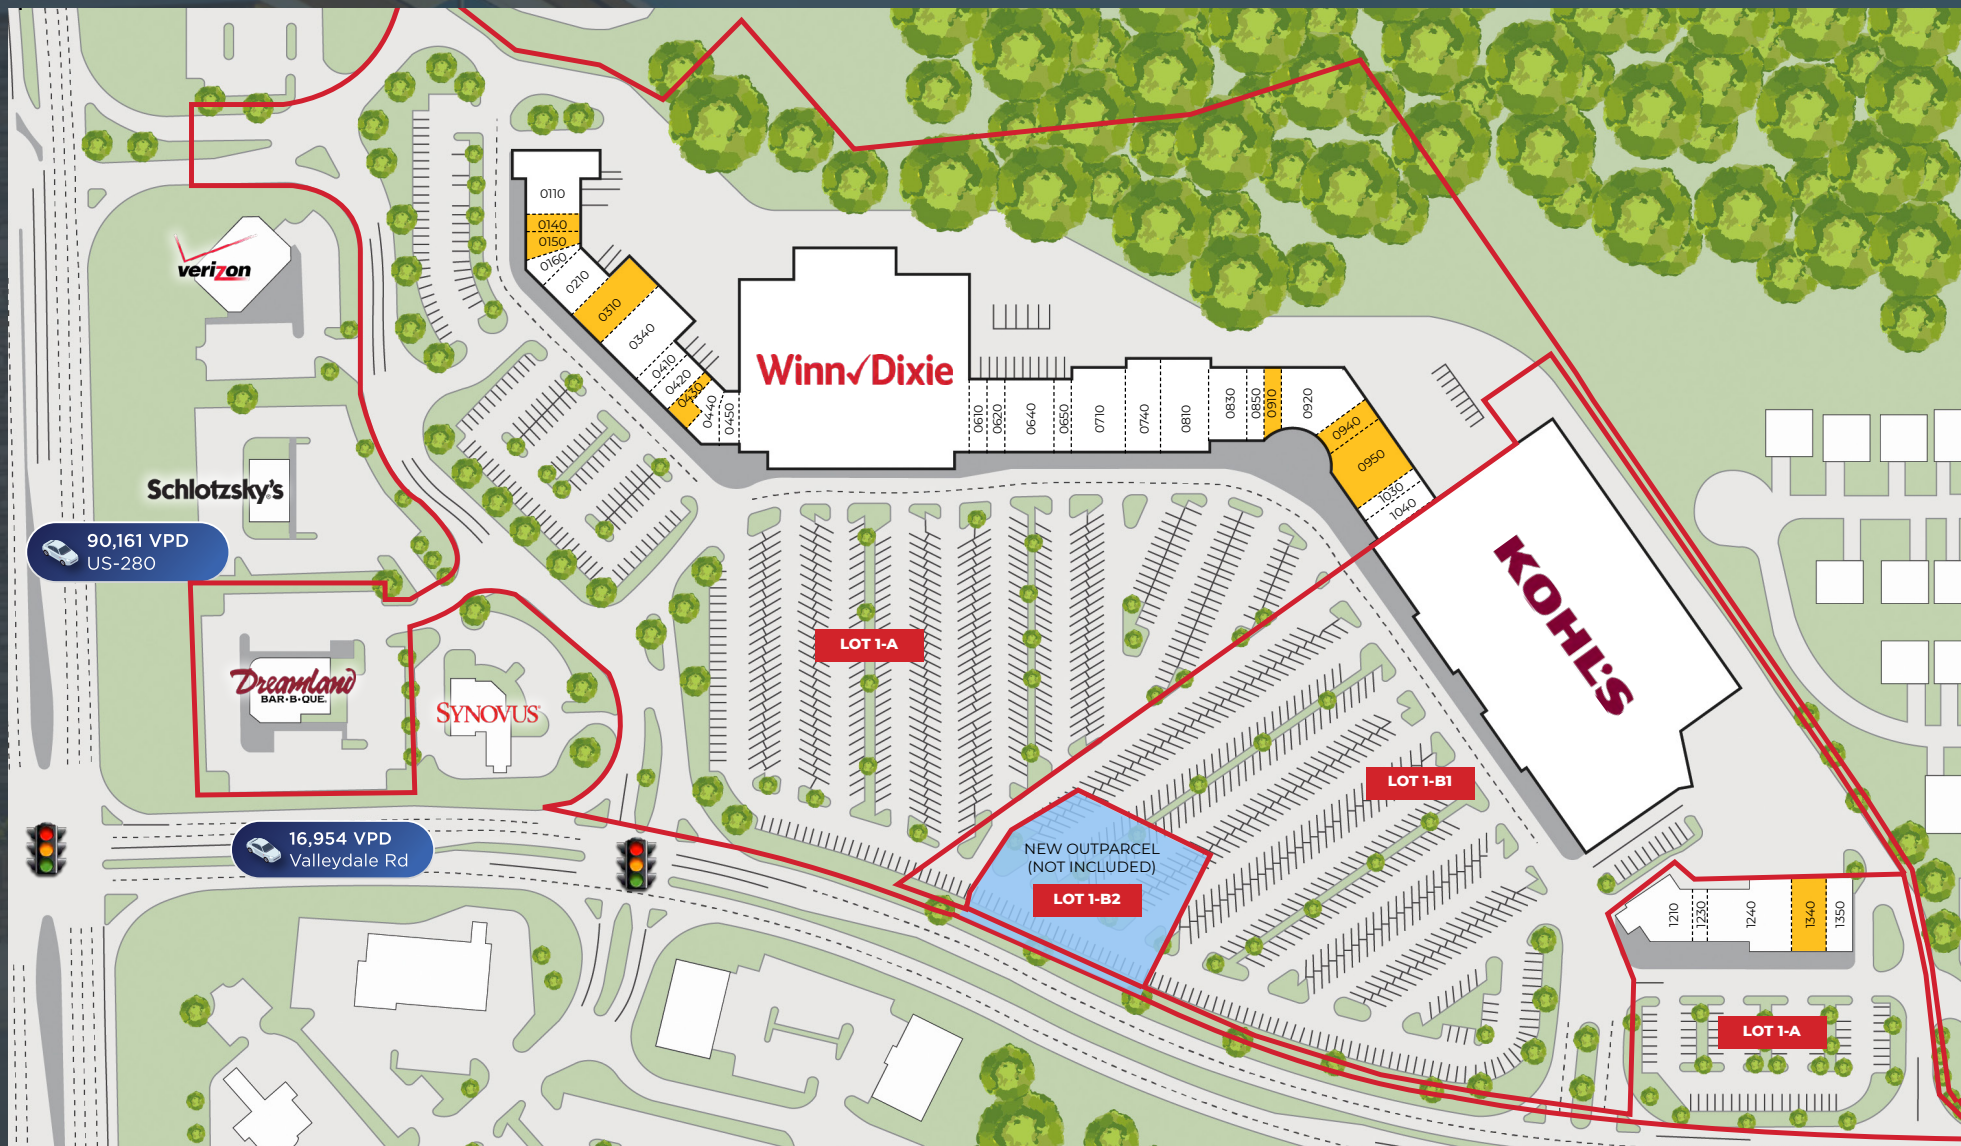 0110
0140
0150
0160
0210
0310
0340
0410
0420
0430
0440
0450
verizon
Winn✓Dixie
0610
0620
0640
0650
0710
0740
0810
0830
0850
0910
0920
0940
0950
1030
1040
Schlotzsky's
90,161 VPD
US-280
KOHL'S
LOT 1-A
Dreamland
BAR·B·QUE
SYNOVUS
LOT 1-B1
16,954 VPD
Valleydale Rd
NEW OUTPARCEL
(NOT INCLUDED)
LOT 1-B2
1210
1230
1240
1340
1350
LOT 1-A